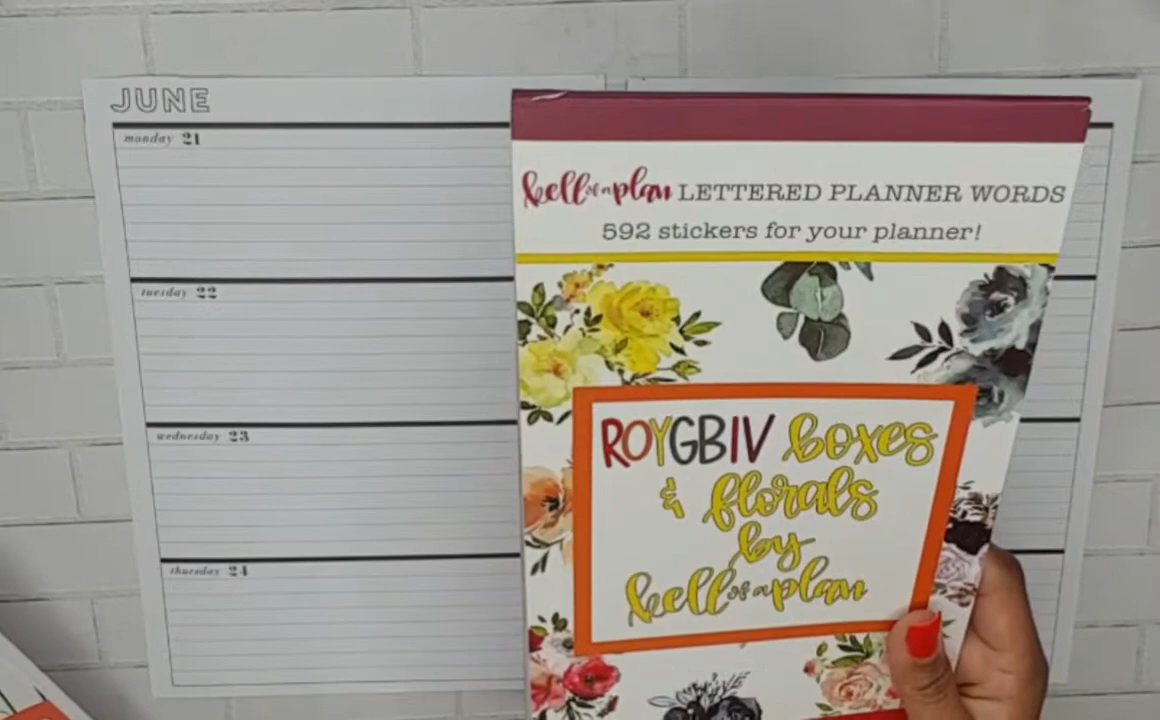 JUNE
monday 21
tuesday 22
wednesday 23
thursday 24
hell of a plan LETTERED PLANNER WORDS
592 stickers for your planner!
ROYGBIV boxes
& florals
by
hell of a plan